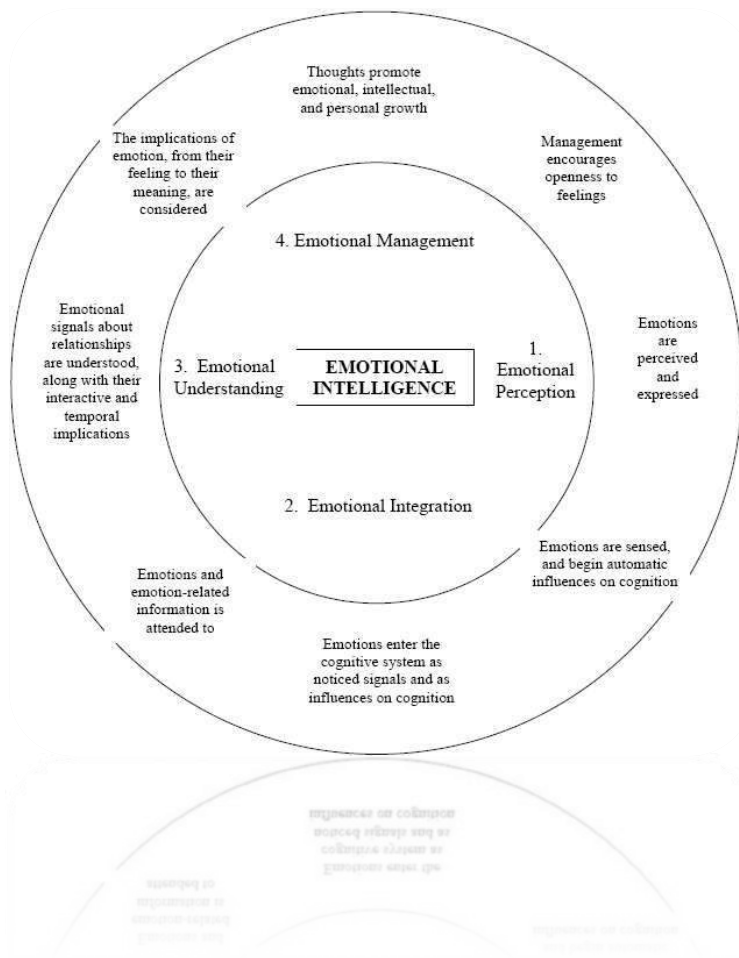 Thoughts promote
emotional, intellectual,
and personal growth
The implications of
emotion, from their
feeling to their
meaning, are
considered
Management
encourages
openness to
feelings
4. Emotional Management
Emotional
signals about
relationships
are understood,
along with their
interactive and
temporal
implications
3. Emotional
Understanding
EMOTIONAL
INTELLIGENCE
1.
Emotional
Perception
Emotions
are
perceived
and
expressed
2. Emotional Integration
Emotions are sensed,
and begin automatic
influences on cognition
Emotions and
emotion-related
information is
attended to
Emotions enter the
cognitive system as
noticed signals and as
influences on cognition